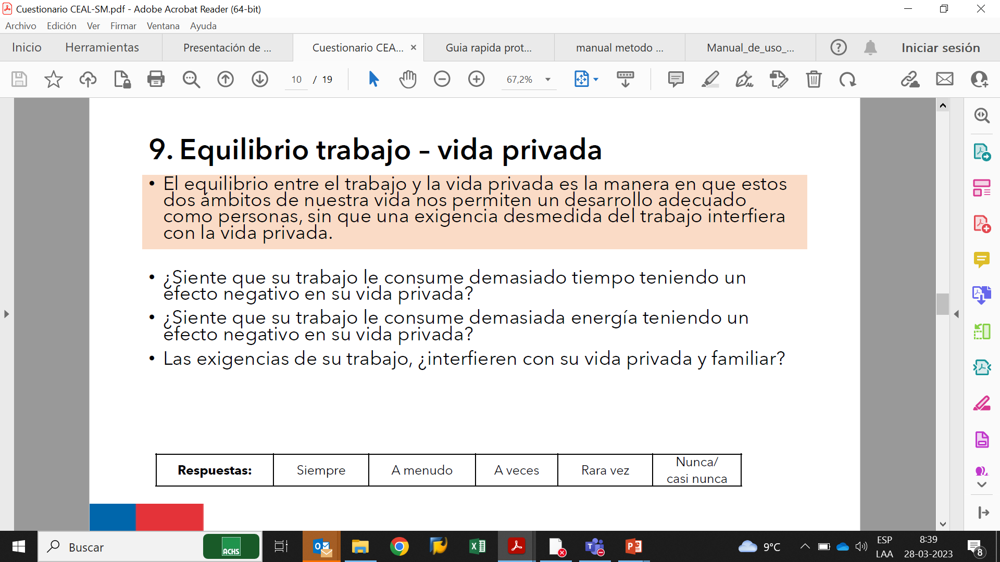 Cuestionario CEAL-SM.pdf - Adobe Acrobat Reader (64-bit)
Archivo Edición Ver Firmar Ventana Ayuda
Inicio Herramientas Presentación de ... Cuestionario CEA... × Guia rapida prot... manual metodo ... Manual_de_uso_... Iniciar sesión
10 / 19 67,2%
9. Equilibrio trabajo – vida privada
• El equilibrio entre el trabajo y la vida privada es la manera en que estos
dos ámbitos de nuestra vida nos permiten un desarrollo adecuado
como personas, sin que una exigencia desmedida del trabajo interfiera
con la vida privada.
• ¿Siente que su trabajo le consume demasiado tiempo teniendo un
efecto negativo en su vida privada?
• ¿Siente que su trabajo le consume demasiada energía teniendo un
efecto negativo en su vida privada?
• Las exigencias de su trabajo, ¿interfieren con su vida privada y familiar?
Respuestas: Siempre A menudo A veces Rara vez Nunca/
casi nunca
Buscar ACHS 9°C ESP 8:39
LAA 28-03-2023 8